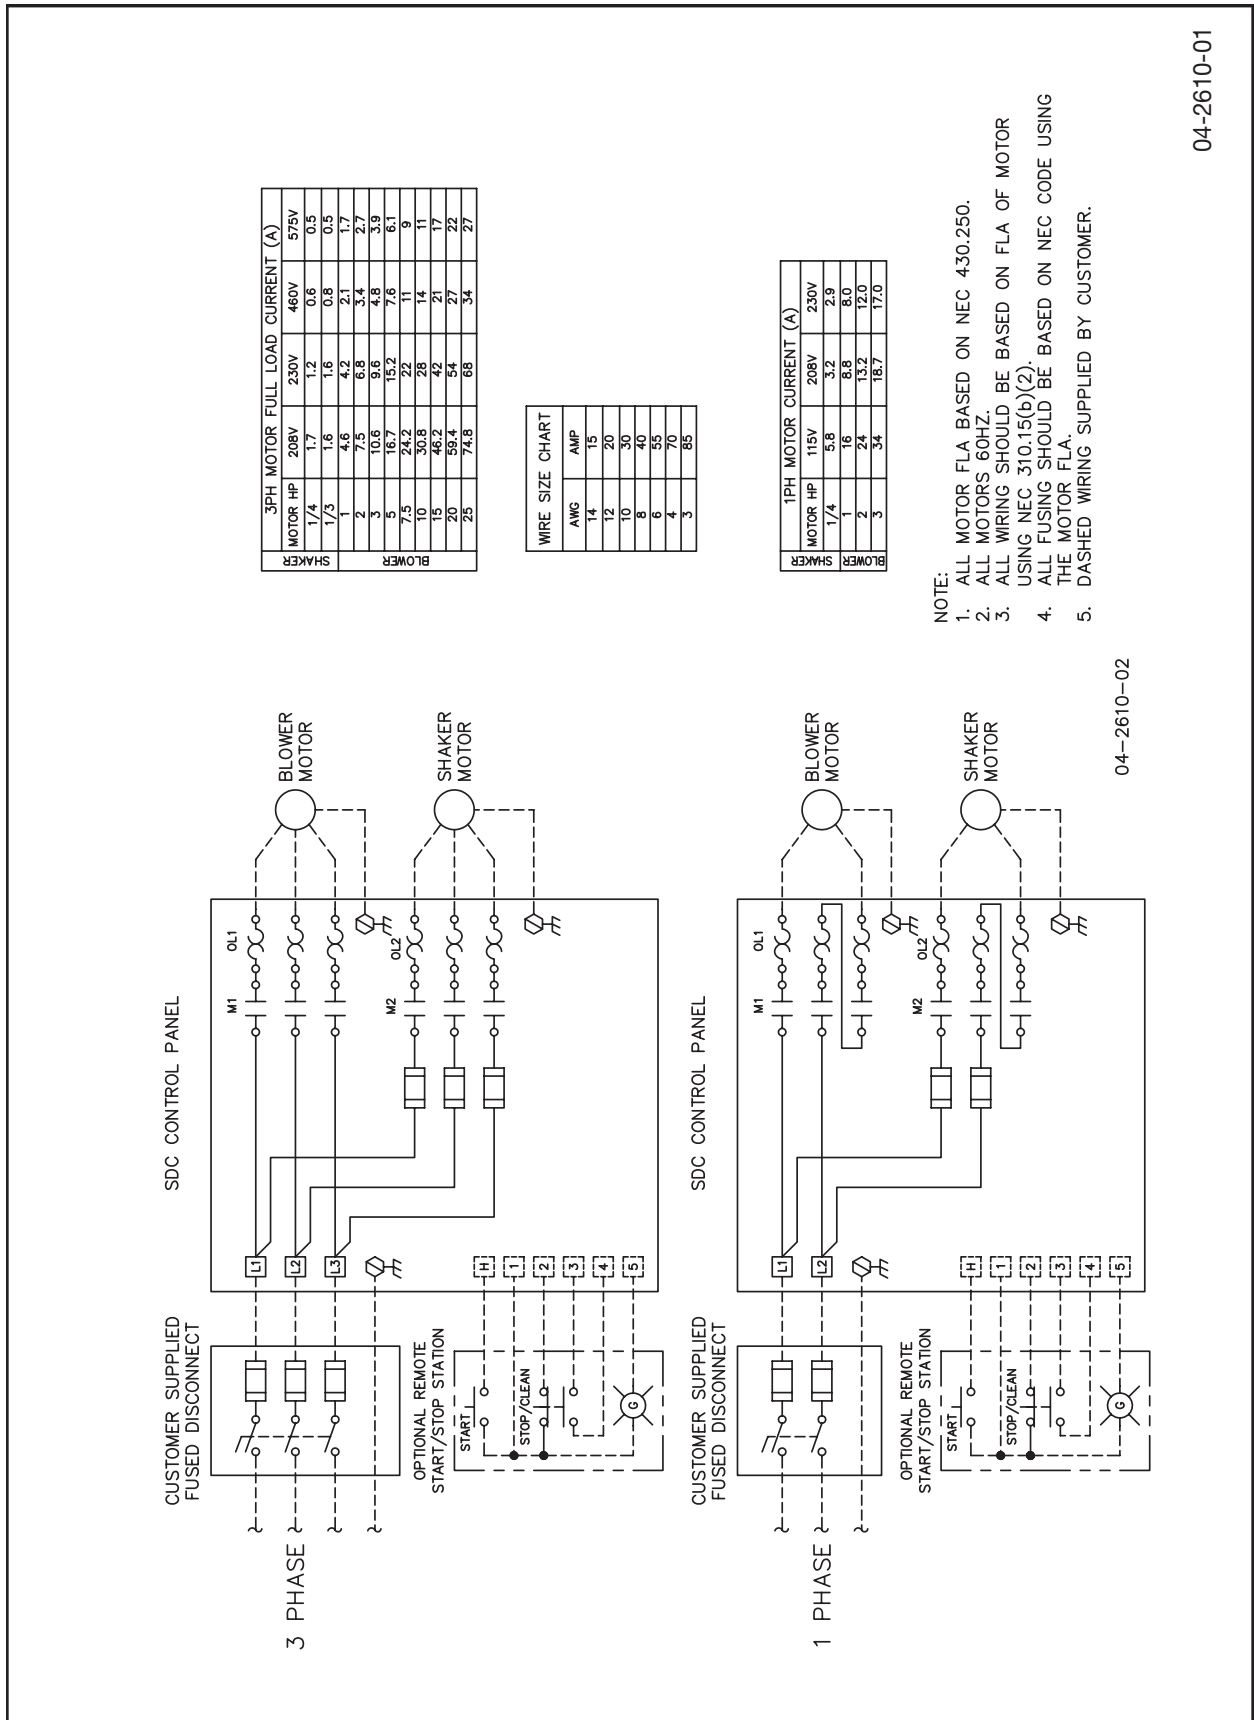 04-2610-01
3 PHASE
CUSTOMER SUPPLIED
FUSED DISCONNECT
SDC CONTROL PANEL
L1
L2
L3
M1
OL1
M2
OL2
BLOWER
MOTOR
SHAKER
MOTOR
OPTIONAL REMOTE
START/STOP STATION
START
STOP/CLEAN
G
H
1
2
3
4
5
1 PHASE
CUSTOMER SUPPLIED
FUSED DISCONNECT
SDC CONTROL PANEL
L1
L2
M1
OL1
M2
OL2
BLOWER
MOTOR
SHAKER
MOTOR
OPTIONAL REMOTE
START/STOP STATION
START
STOP/CLEAN
G
H
1
2
3
4
5
04-2610-02
3PH MOTOR FULL LOAD CURRENT (A)
MOTOR HP 208V 230V 460V 575V
SHAKER
1/4 1.7 1.2 0.6 0.5
1/3 1.6 1.6 0.8 0.5
BLOWER
1 4.6 4.2 2.1 1.7
2 7.5 6.8 3.4 2.7
3 10.6 9.6 4.8 3.9
5 16.7 15.2 7.6 6.1
7.5 24.2 22 11 9
10 30.8 28 14 11
15 46.2 42 21 17
20 59.4 54 27 22
25 74.8 68 34 27
WIRE SIZE CHART
AWG AMP
14 15
12 20
10 30
8 40
6 55
4 70
3 85
1PH MOTOR CURRENT (A)
MOTOR HP 115V 208V 230V
SHAKER
1/4 5.8 3.2 2.9
BLOWER
1 16 8.8 8.0
2 24 13.2 12.0
3 34 18.7 17.0
NOTE:
1. ALL MOTOR FLA BASED ON NEC 430.250.
2. ALL MOTORS 60HZ.
3. ALL WIRING SHOULD BE BASED ON FLA OF MOTOR
USING NEC 310.15(b)(2).
4. ALL FUSING SHOULD BE BASED ON NEC CODE USING
THE MOTOR FLA.
5. DASHED WIRING SUPPLIED BY CUSTOMER.